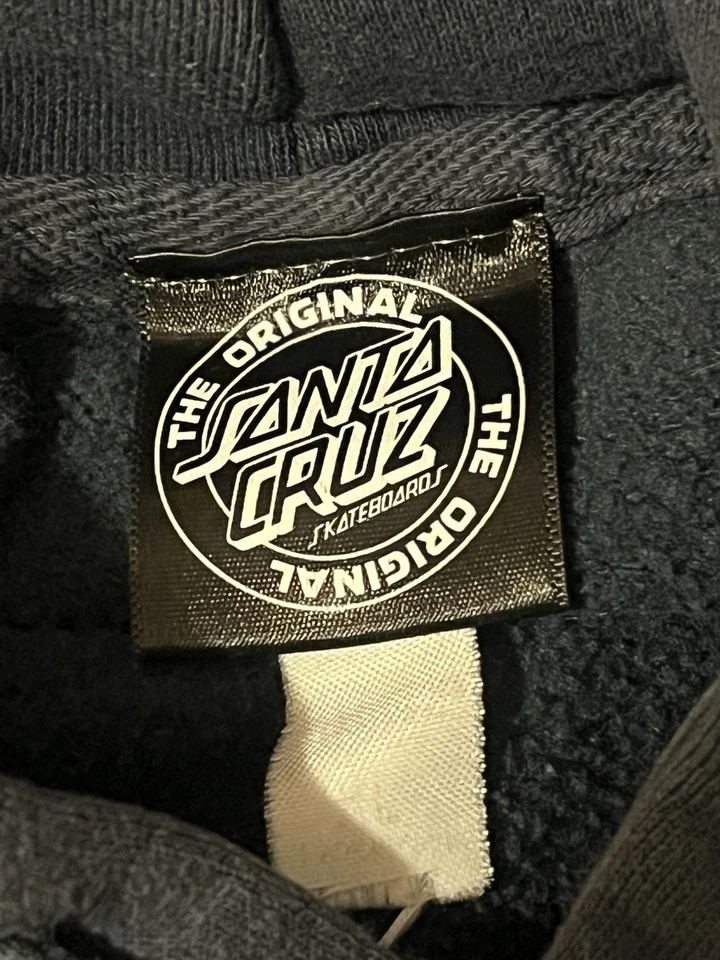 THE ORIGINAL
SANTA
CRUZ
SKATEBOARDS
THE ORIGINAL